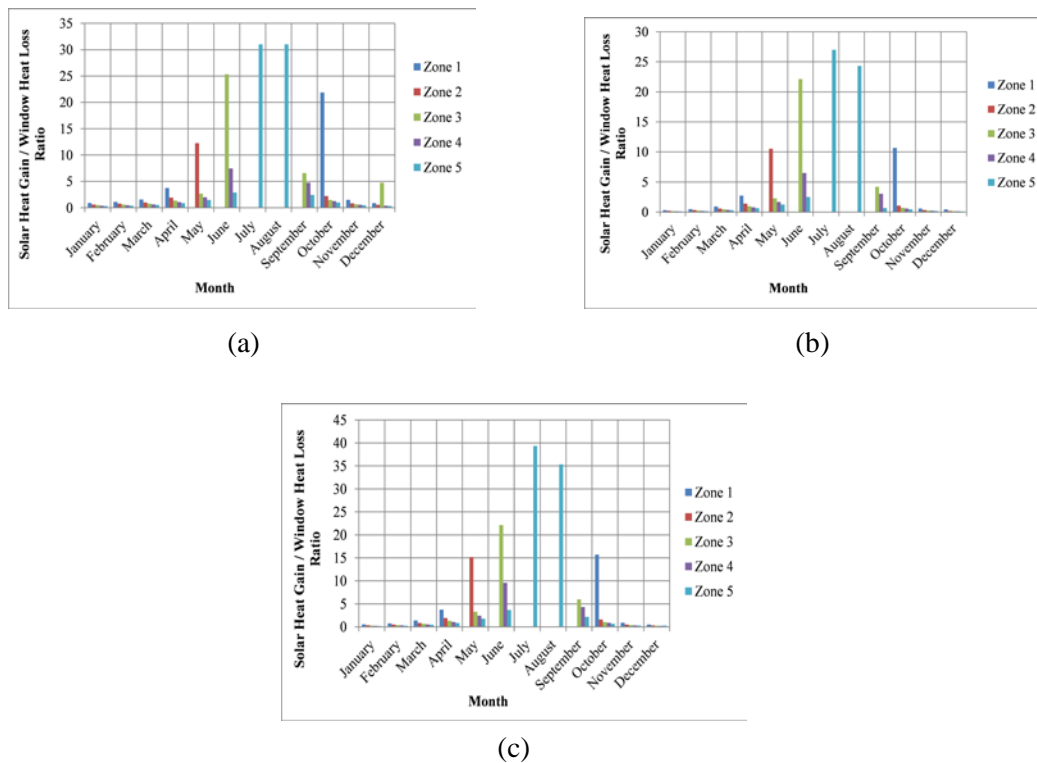 Solar Heat Gain / Window Heat Loss
Ratio
35
30
25
20
15
10
5
0
January
February
March
April
May
June
July
August
September
October
November
December
Month
Zone 1
Zone 2
Zone 3
Zone 4
Zone 5
(a)
Solar Heat Gain / Window Heat Loss
Ratio
30
25
20
15
10
5
0
January
February
March
April
May
June
July
August
September
October
November
December
Month
Zone 1
Zone 2
Zone 3
Zone 4
Zone 5
(b)
Solar Heat Gain / Window Heat Loss
Ratio
45
40
35
30
25
20
15
10
5
0
January
February
March
April
May
June
July
August
September
October
November
December
Month
Zone 1
Zone 2
Zone 3
Zone 4
Zone 5
(c)